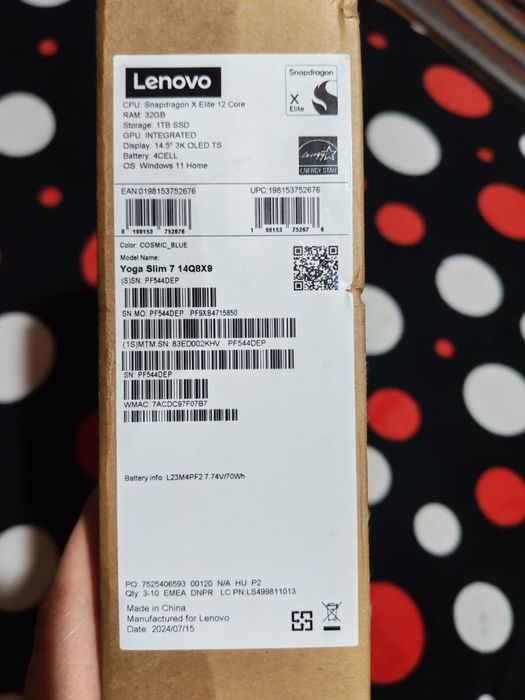 Lenovo
Snapdragon
X
Elite
CPU: Snapdragon X Elite 12 Core
RAM: 32GB
Storage: 1TB SSD
GPU: INTEGRATED
Display: 14.5" 3K OLED TS
Battery: 4CELL
OS: Windows 11 Home
energy
ENERGY STAR
EAN:0198153752676
UPC:198153752676
0 198153 752676
1 98153 75267 6
Color: COSMIC_BLUE
Model Name:
Yoga Slim 7 14Q8X9
(S)SN: PF544DEP
SN,MO: PF544DEP PF9XB4715850
(1S)MTM,SN: 83ED002KHV PF544DEP
SN: PF544DEP
WMAC: 7ACDC97F07B7
Battery info: L23M4PF2 7.74V/70Wh
PO: 7525406593 00120 N/A HU P2
Qty: 3-10 EMEA DNPR LC PN:LS499811013
Made in China
Manufactured for Lenovo
Date: 2024/07/15